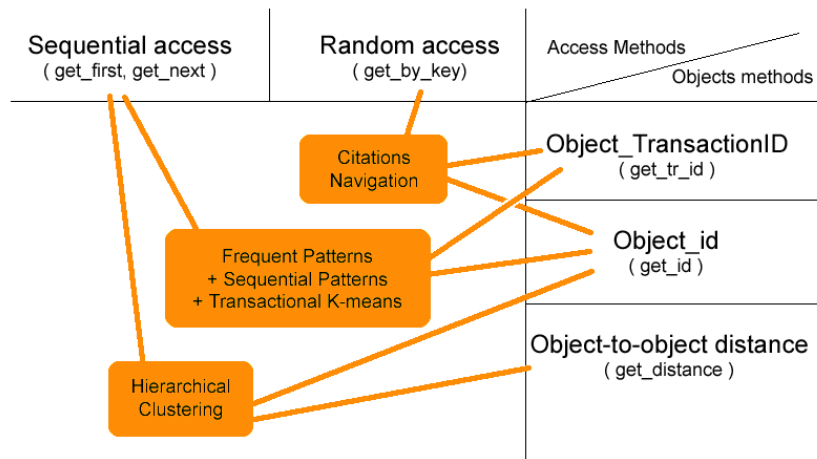 Sequential access
( get_first, get_next )
Random access
( get_by_key)
Access Methods
Objects methods
Citations
Navigation
Object_TransactionID
( get_tr_id )
Frequent Patterns
+ Sequential Patterns
+ Transactional K-means
Object_id
( get_id )
Hierarchical
Clustering
Object-to-object distance
( get_distance )